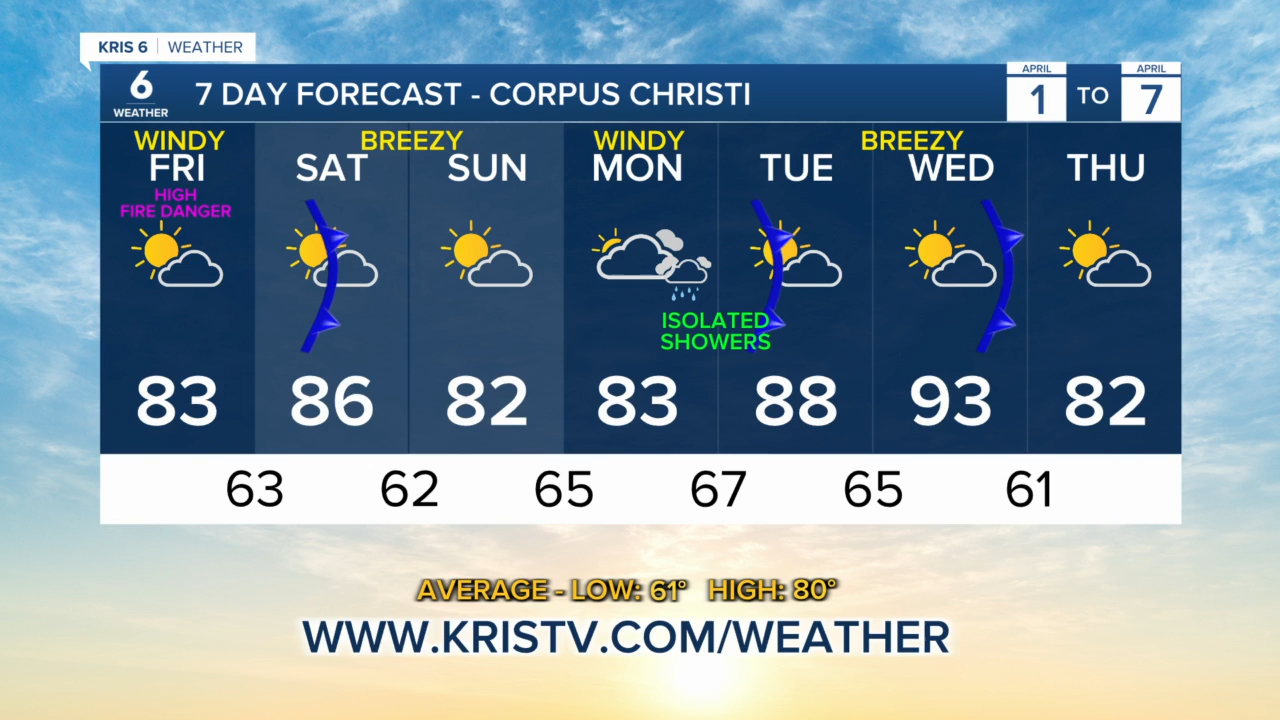 KRIS 6 WEATHER
6
WEATHER
7 DAY FORECAST - CORPUS CHRISTI
APRIL
1
TO
APRIL
7
WINDY
FRI
HIGH
FIRE DANGER
83
BREEZY
SAT SUN
86 82
WINDY
MON
ISOLATED
SHOWERS
83
BREEZY
TUE WED
88 93
THU
82
63 62 65 67 65 61
AVERAGE - LOW: 61° HIGH: 80°
WWW.KRISTV.COM/WEATHER